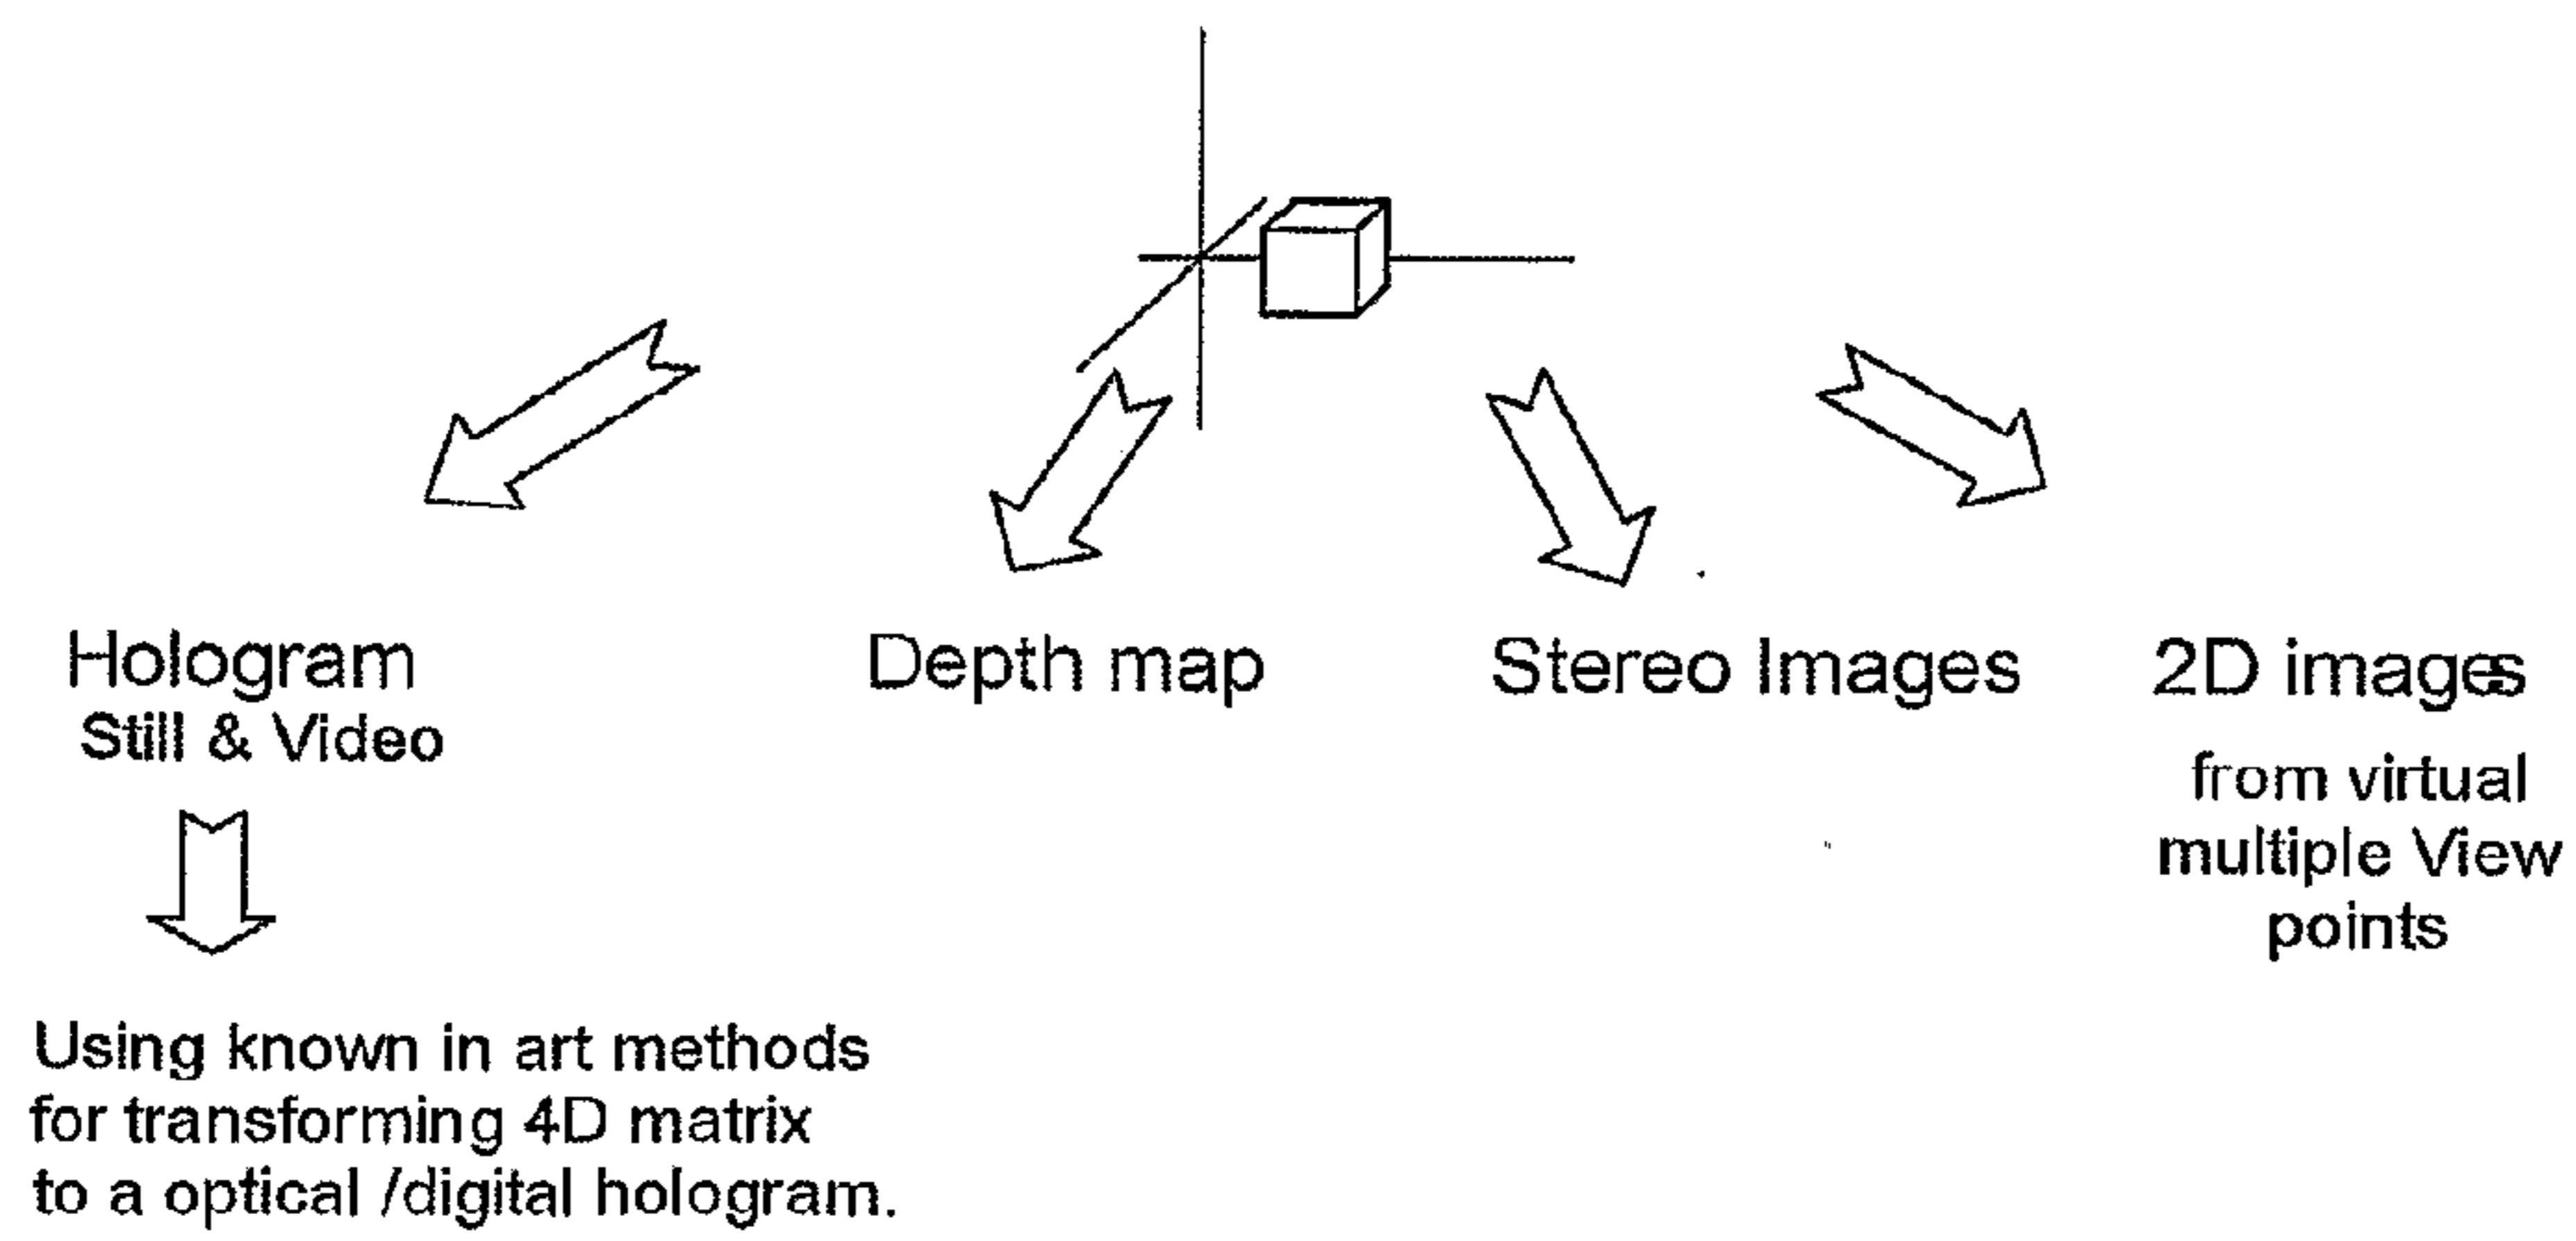 Hologram
Still & Video
Depth map
Stereo Images
2D images
from virtual
multiple View
points
Using known in art methods
for transforming 4D matrix
to a optical /digital hologram.